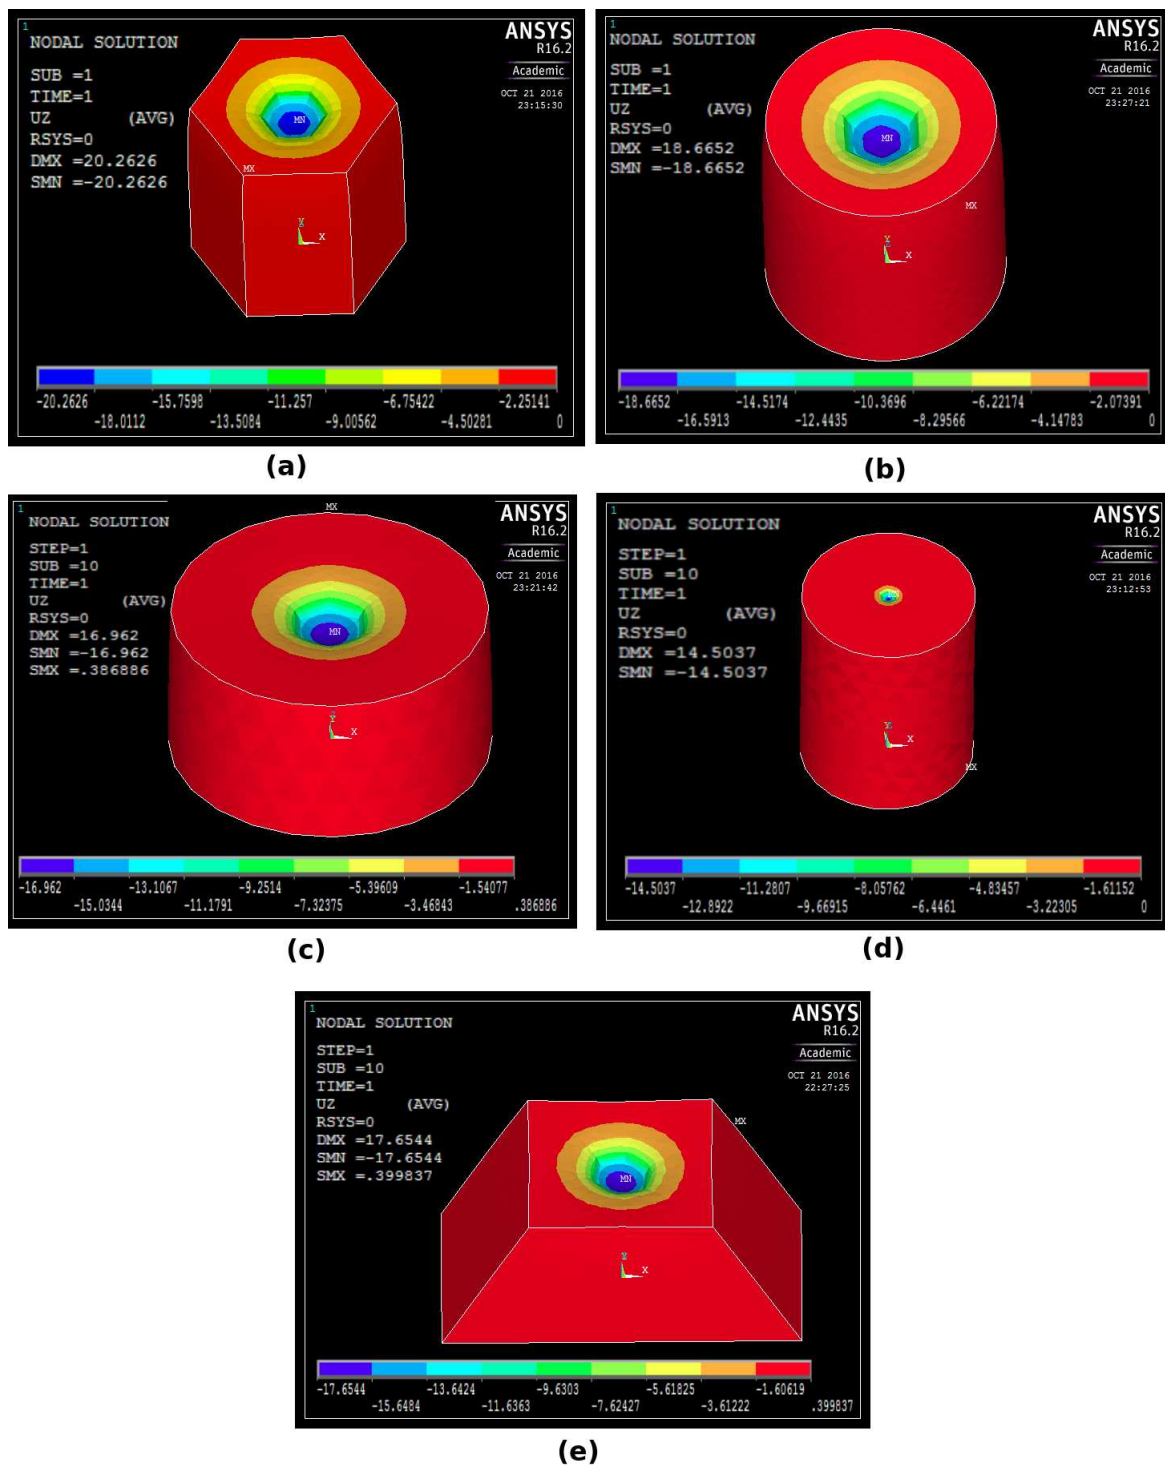 1
NODAL SOLUTION
SUB =1
TIME=1
UZ (AVG)
RSYS=0
DMX =20.2626
SMN =-20.2626
ANSYS
R16.2
Academic
OCT 21 2016
23:15:30
MN
MX
Y
X
-20.2626 -15.7598 -11.257 -6.75422 -2.25141
-18.0112 -13.5084 -9.00562 -4.50281 0
(a)
1
NODAL SOLUTION
SUB =1
TIME=1
UZ (AVG)
RSYS=0
DMX =18.6652
SMN =-18.6652
ANSYS
R16.2
Academic
OCT 21 2016
23:27:21
MN
MX
Y
X
-18.6652 -14.5174 -10.3696 -6.22174 -2.07391
-16.5913 -12.4435 -8.29566 -4.14783 0
(b)
1
NODAL SOLUTION
STEP=1
SUB =10
TIME=1
UZ (AVG)
RSYS=0
DMX =16.962
SMN =-16.962
SMX =.386886
ANSYS
R16.2
Academic
OCT 21 2016
23:21:42
MX
MN
Y
X
-16.962 -13.1067 -9.2514 -5.39609 -1.54077
-15.0344 -11.1791 -7.32375 -3.46843 .386886
(c)
1
NODAL SOLUTION
STEP=1
SUB =10
TIME=1
UZ (AVG)
RSYS=0
DMX =14.5037
SMN =-14.5037
ANSYS
R16.2
Academic
OCT 21 2016
23:12:53
Y
X
MX
-14.5037 -11.2807 -8.05762 -4.83457 -1.61152
-12.8922 -9.66915 -6.4461 -3.22305 0
(d)
1
NODAL SOLUTION
STEP=1
SUB =10
TIME=1
UZ (AVG)
RSYS=0
DMX =17.6544
SMN =-17.6544
SMX =.399837
ANSYS
R16.2
Academic
OCT 21 2016
22:27:25
MX
MN
X
-17.6544 -13.6424 -9.6303 -5.61825 -1.60619
-15.6484 -11.6363 -7.62427 -3.61222 .399837
(e)